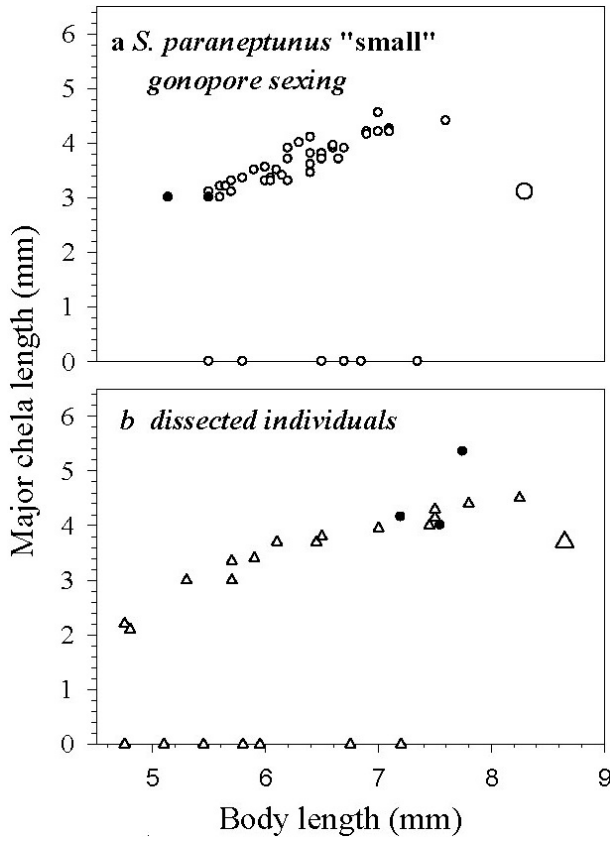 a S. paraneptunus "small"
gonopore sexing
6
5
4
3
2
1
0
b dissected individuals
6
5
4
3
2
1
0
5 6 7 8 9
Body length (mm)
Major chela length (mm)